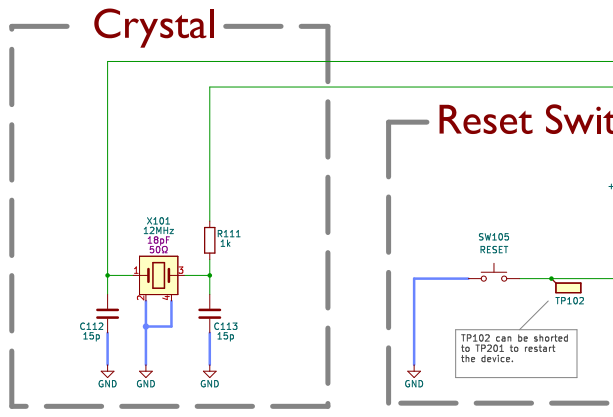 Crystal
Reset Swit
X101
12MHz
18pF
50Ω
1
3
2
4
R111
1k
C112
15p
C113
15p
GND
GND
GND
SW105
RESET
TP102
TP102 can be shorted
to TP201 to restart
the device.
GND
+